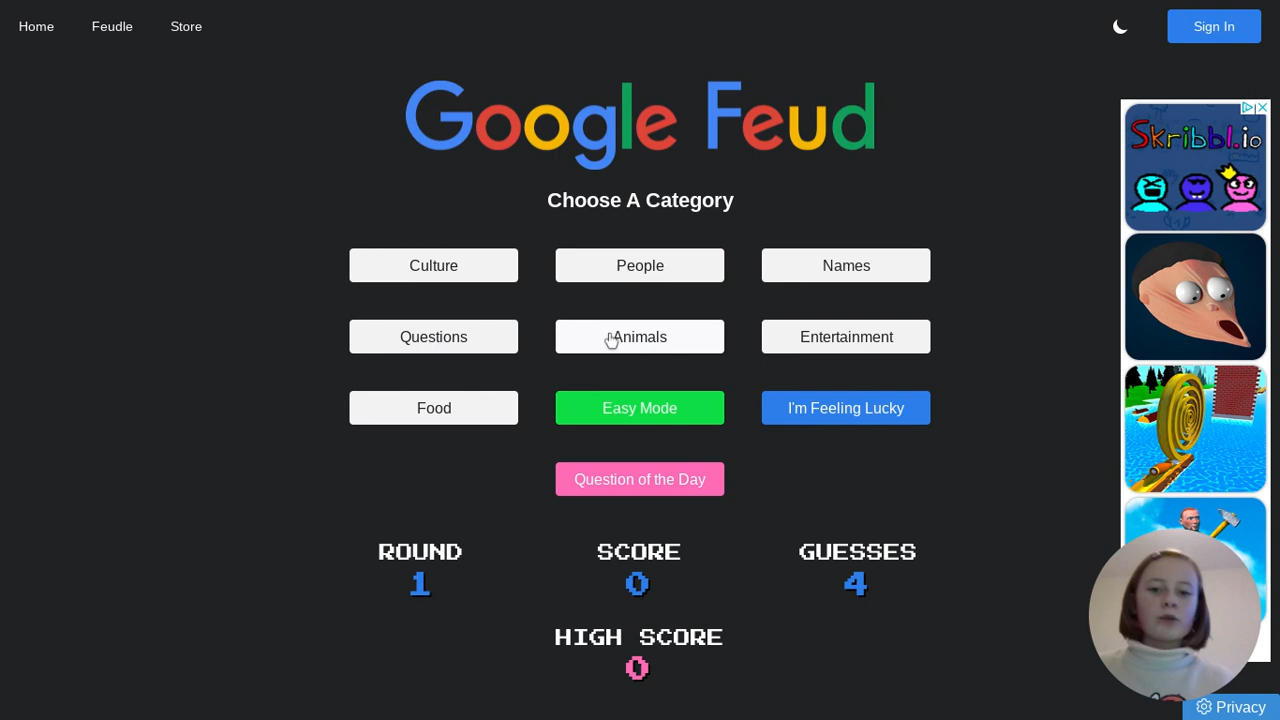 Home Feudle Store Sign In
Google Feud
Skribbl.io
Choose A Category
Culture People Names
Questions Animals Entertainment
Food Easy Mode I'm Feeling Lucky
Question of the Day
ROUND SCORE GUESSES
1 0 4
HIGH SCORE
0
Privacy